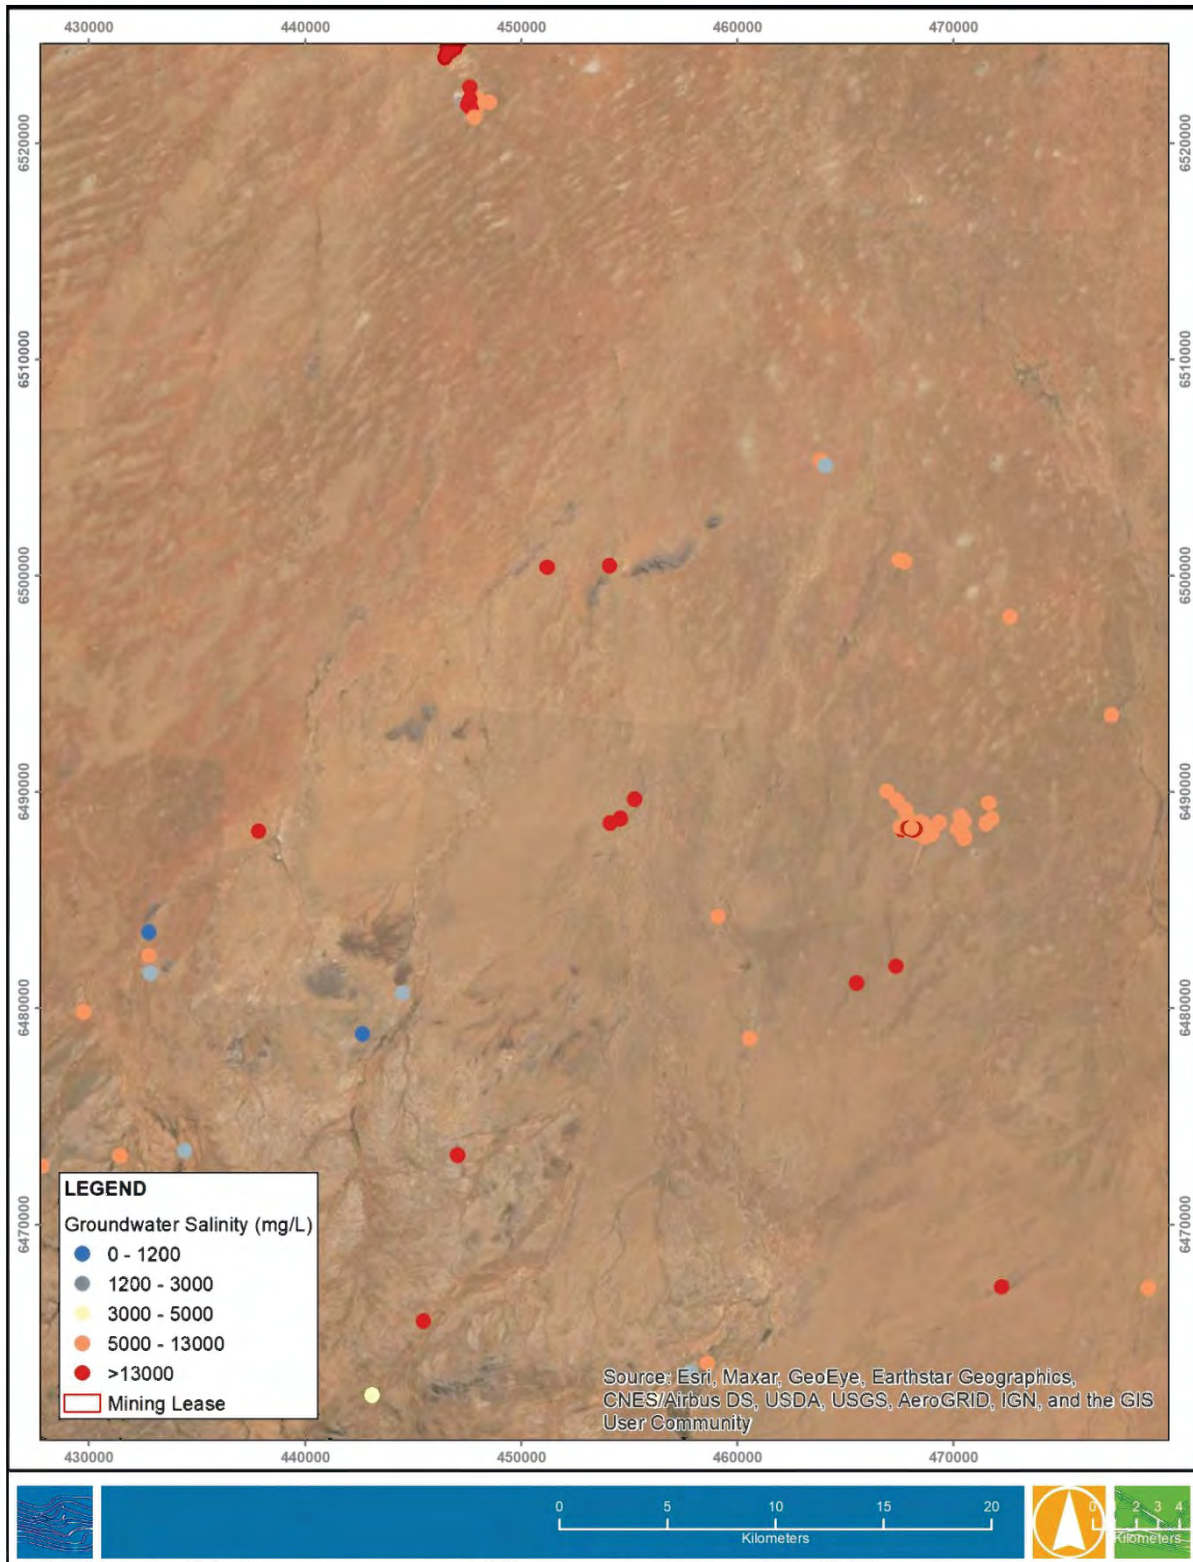 430000 440000 450000 460000 470000
6520000 6520000
6510000 6510000
6500000 6500000
6490000 6490000
6480000 6480000
6470000 6470000
LEGEND
Groundwater Salinity (mg/L)
0 - 1200
1200 - 3000
3000 - 5000
5000 - 13000
>13000
Mining Lease
Source: Esri, Maxar, GeoEye, Earthstar Geographics,
CNES/Airbus DS, USDA, USGS, AeroGRID, IGN, and the GIS
User Community
430000 440000 450000 460000 470000
0 5 10 15 20
Kilometers
0 1 2 3 4
Kilometers